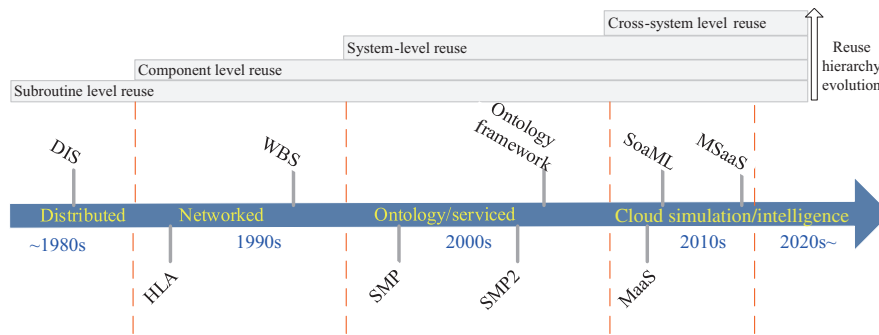 Cross-system level reuse
System-level reuse
Component level reuse
Subroutine level reuse
Reuse
hierarchy
evolution
DIS
WBS
Ontology
framework
SoaML
MSaaS
Distributed
Networked
Ontology/serviced
Cloud simulation/intelligence
~1980s
1990s
2000s
2010s
2020s~
HLA
SMP
SMP2
MaaS